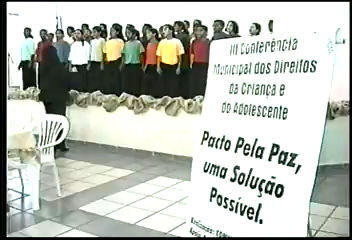 III Conferência
Municipal dos Direitos
da Criança e
do Adolescente
Pacto Pela Paz,
uma Solução
Possível.